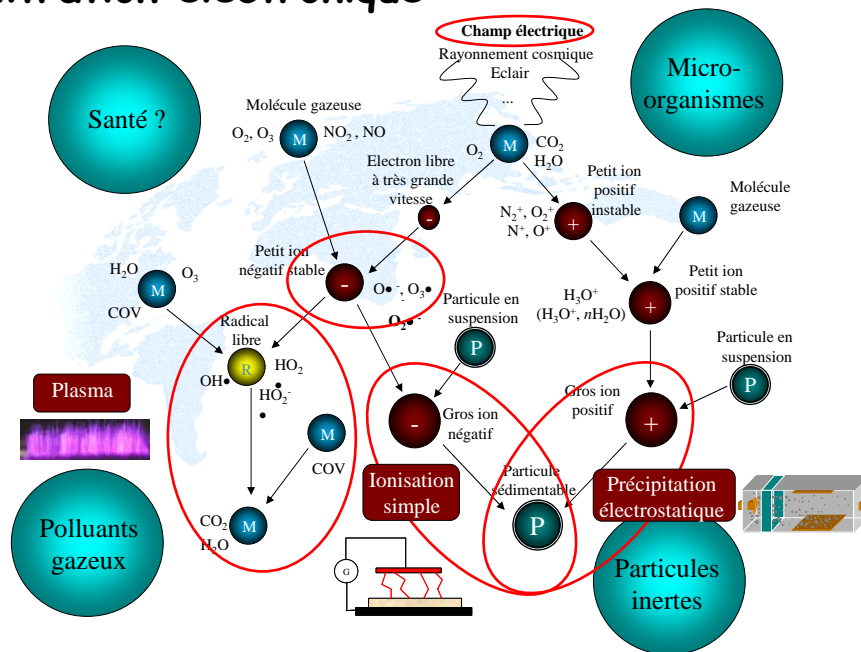 Champ électrique
Rayonnement cosmique
Eclair
...
Micro-
organismes
Santé ?
Molécule gazeuse
O₂, O₃
M
NO₂ , NO
O₂
M
CO₂
H₂O
Electron libre
à très grande
vitesse
-
Petit ion
positif
instable
N₂⁺, O₂⁺
N⁺, O⁺
+
Molécule
gazeuse
M
Petit ion
négatif stable
-
O●⁻, O₃●⁻
O₂●⁻
H₂O
O₃
M
COV
Petit ion
positif stable
H₃O⁺
(H₃O⁺, nH₂O)
+
Particule en
suspension
P
Particule en
suspension
P
Radical
libre
R
OH●
HO₂●
HO₂⁻●
Plasma
M
COV
-
Gros ion
négatif
Gros ion
positif
+
Ionisation
simple
Particule
sédimentable
P
Précipitation
électrostatique
CO₂
H₂O
M
Polluants
gazeux
G
Particules
inertes